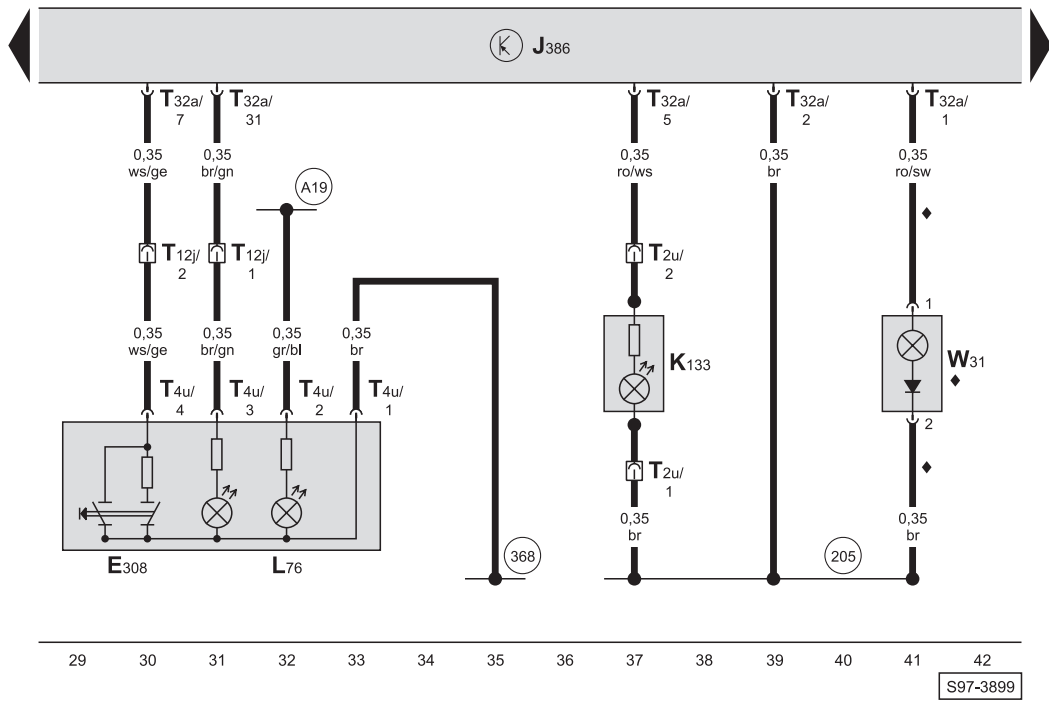 J386
T32a/ T32a/ T32a/ T32a/ T32a/
7 31 5 2 1
0,35 0,35 0,35 0,35 0,35
ws/ge br/gn ro/ws br ro/sw
A19
T12j/ T12j/ T2u/
2 1 2
1
0,35 0,35 0,35 0,35
ws/ge br/gn gr/bl br
K133 W31
T4u/ T4u/ T4u/ T4u/
4 3 2 1
2
T2u/
1
0,35 0,35
br br
E308 L76 368 205
29 30 31 32 33 34 35 36 37 38 39 40 41 42
S97-3899